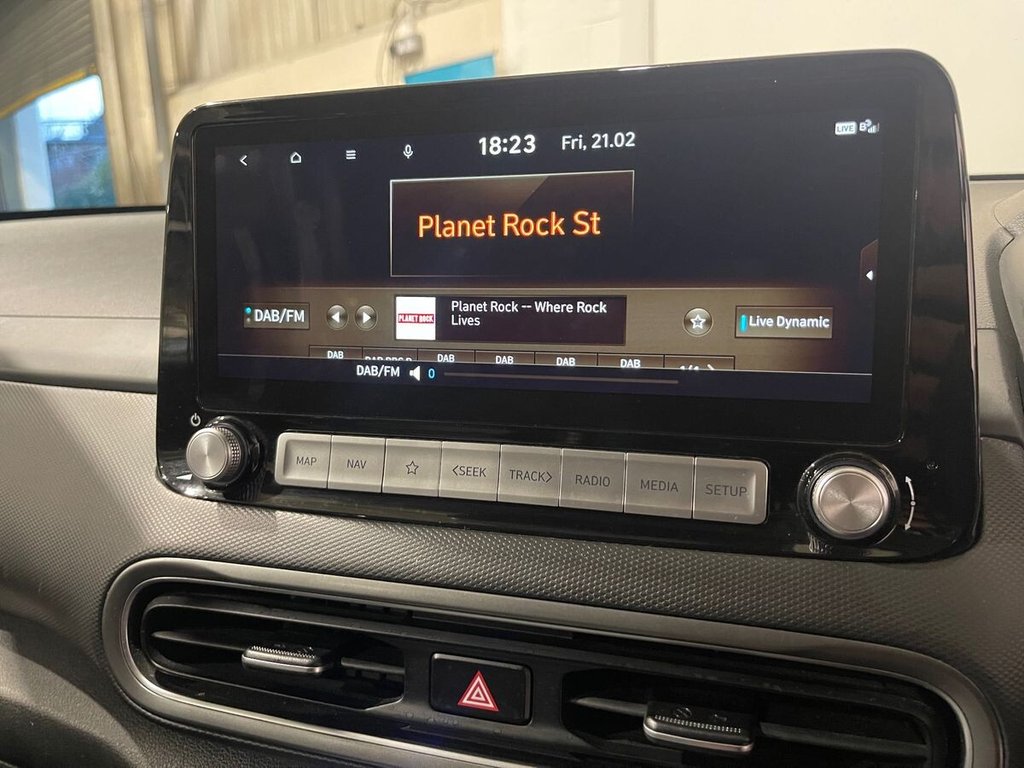 18:23 Fri, 21.02
LIVE
Planet Rock St
DAB/FM
PLANET ROCK
Planet Rock -- Where Rock
Lives
Live Dynamic
DAB DAB DAB DAB DAB
DAB/FM 0
MAP NAV <SEEK TRACK> RADIO MEDIA SETUP